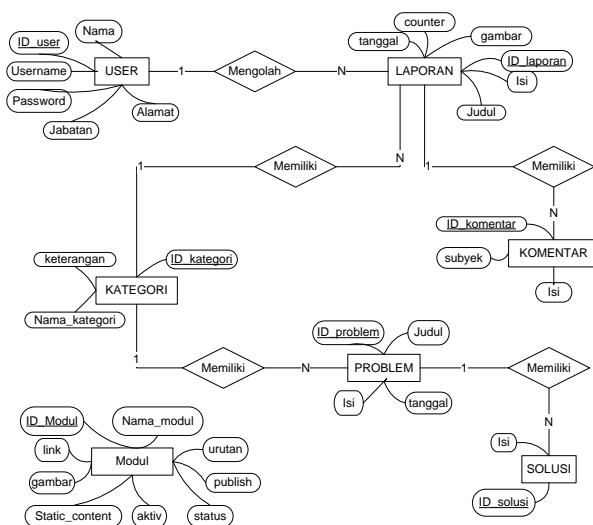 counter
Nama
tanggal
gambar
ID_user
ID_laporan
Username
USER
1
Mengolah
N
LAPORAN
Isi
Password
Alamat
Judul
Jabatan
1
Memiliki
N
1
Memiliki
N
ID_komentar
keterangan
ID_kategori
subyek
KOMENTAR
KATEGORI
Isi
Nama_kategori
ID_problem
Judul
1
Memiliki
N
PROBLEM
1
Memiliki
Isi
tanggal
ID_Modul
Nama_modul
N
link
urutan
Isi
Modul
SOLUSI
gambar
publish
ID_solusi
Static_content
aktiv
status